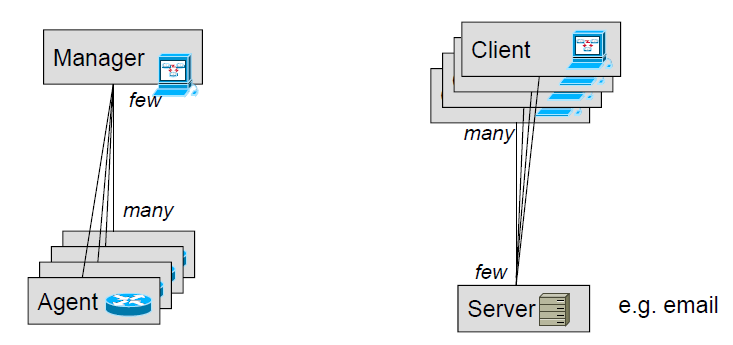 Manager
few
many
Agent
Client
many
few
Server
e.g. email